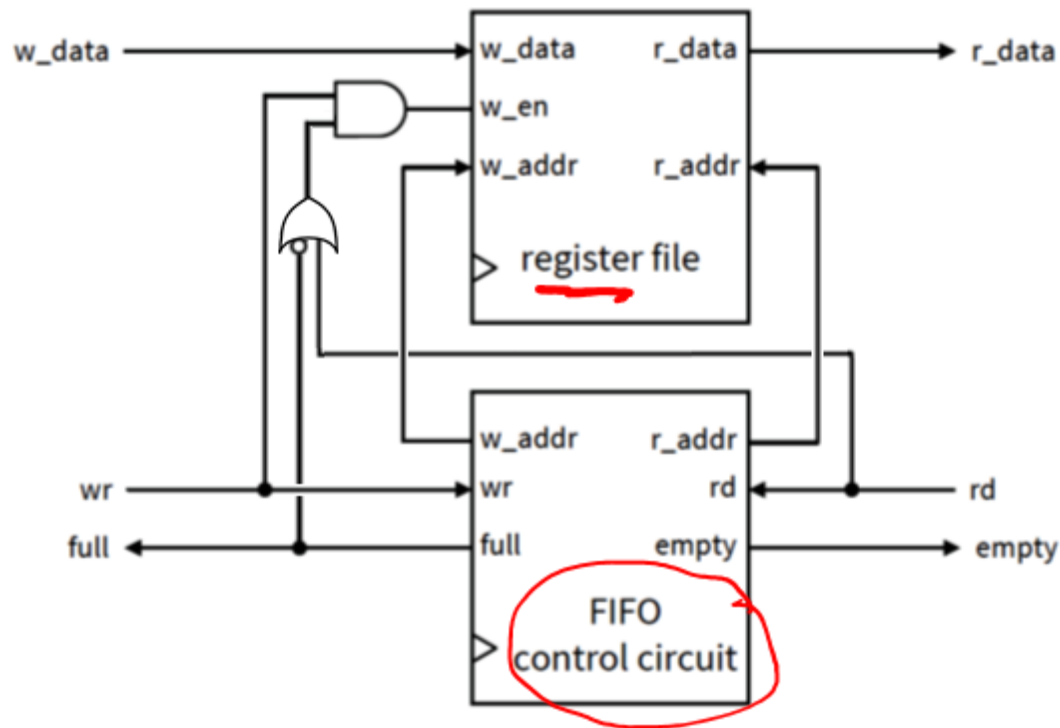 w_data
w_data
r_data
r_data
w_en
w_addr
r_addr
register file
w_addr
r_addr
wr
wr
rd
rd
full
full
empty
empty
FIFO
control circuit